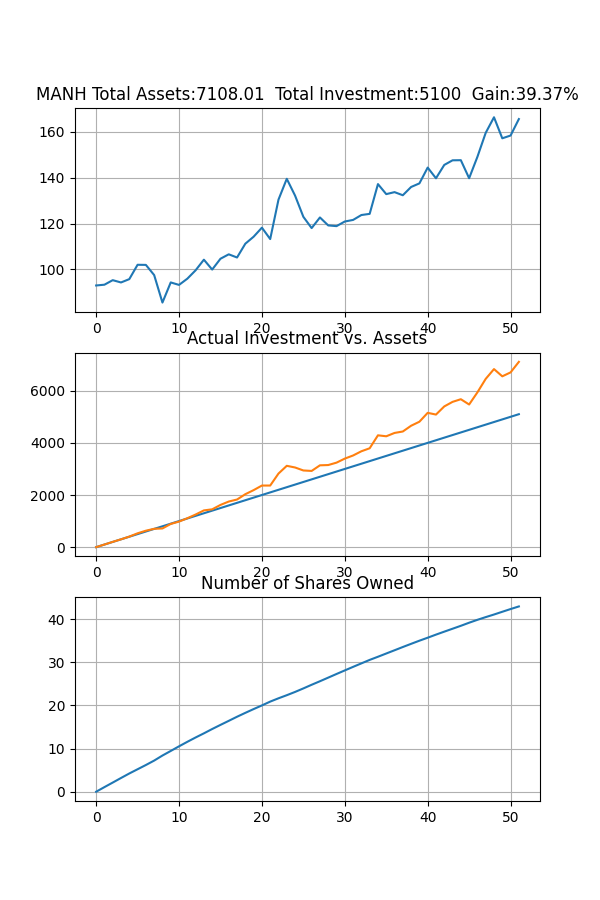 MANH Total Assets:7108.01  Total Investment:5100  Gain:39.37%
160
140
120
100
0 10 20 30 40 50
Actual Investment vs. Assets
6000
4000
2000
0
0 10 20 30 40 50
Number of Shares Owned
40
30
20
10
0
0 10 20 30 40 50